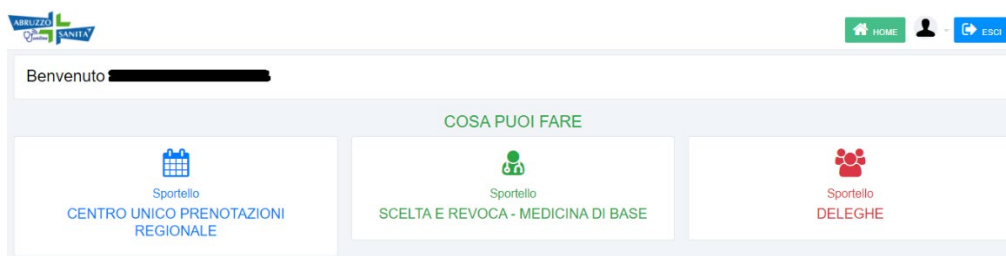 ABRUZZO
SANITA'
HOME
ESCI
Benvenuto
COSA PUOI FARE
Sportello
CENTRO UNICO PRENOTAZIONI
REGIONALE
Sportello
SCELTA E REVOCA - MEDICINA DI BASE
Sportello
DELEGHE